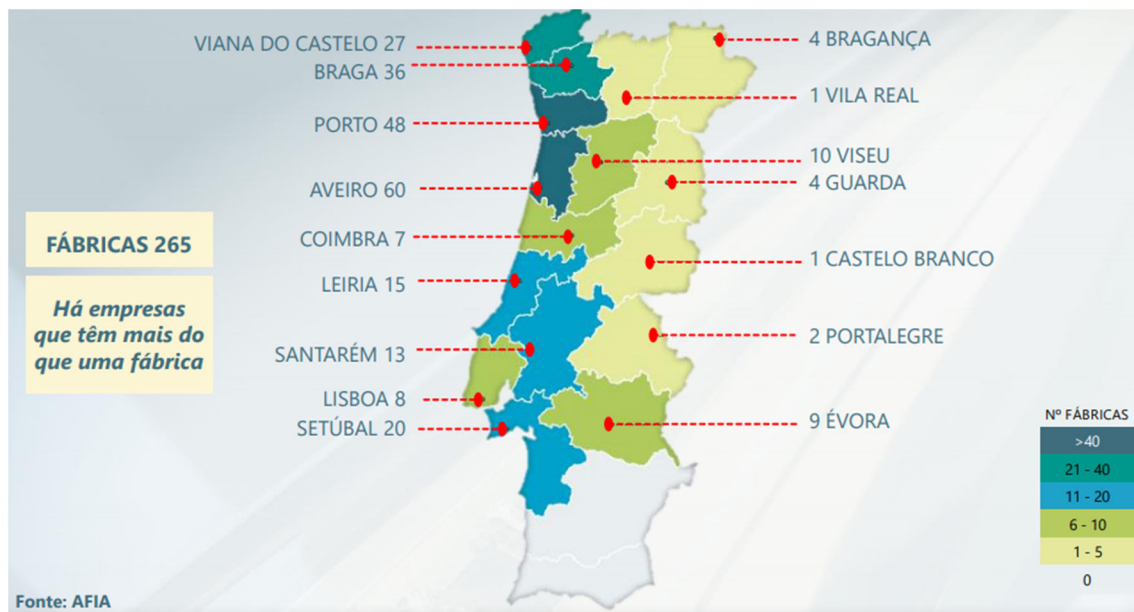 VIANA DO CASTELO 27
BRAGA 36
PORTO 48
AVEIRO 60
COIMBRA 7
LEIRIA 15
SANTARÉM 13
LISBOA 8
SETÚBAL 20
4 BRAGANÇA
1 VILA REAL
10 VISEU
4 GUARDA
1 CASTELO BRANCO
2 PORTALEGRE
9 ÉVORA
FÁBRICAS 265
Há empresas
que têm mais do
que uma fábrica
Nº FÁBRICAS
>40
21 - 40
11 - 20
6 - 10
1 - 5
0
Fonte: AFIA